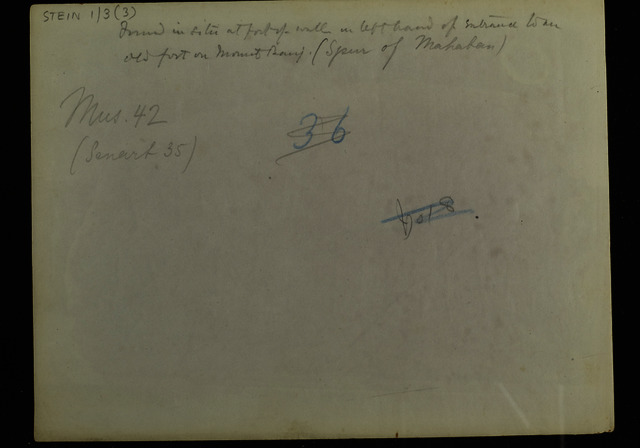 STEIN 1/3(3)
Found in situ at foot of wall on left hand of entrance to an
old fort on Mount Banj. (Spur of Mahaban)
Mus. 42
(Senart 35)
36